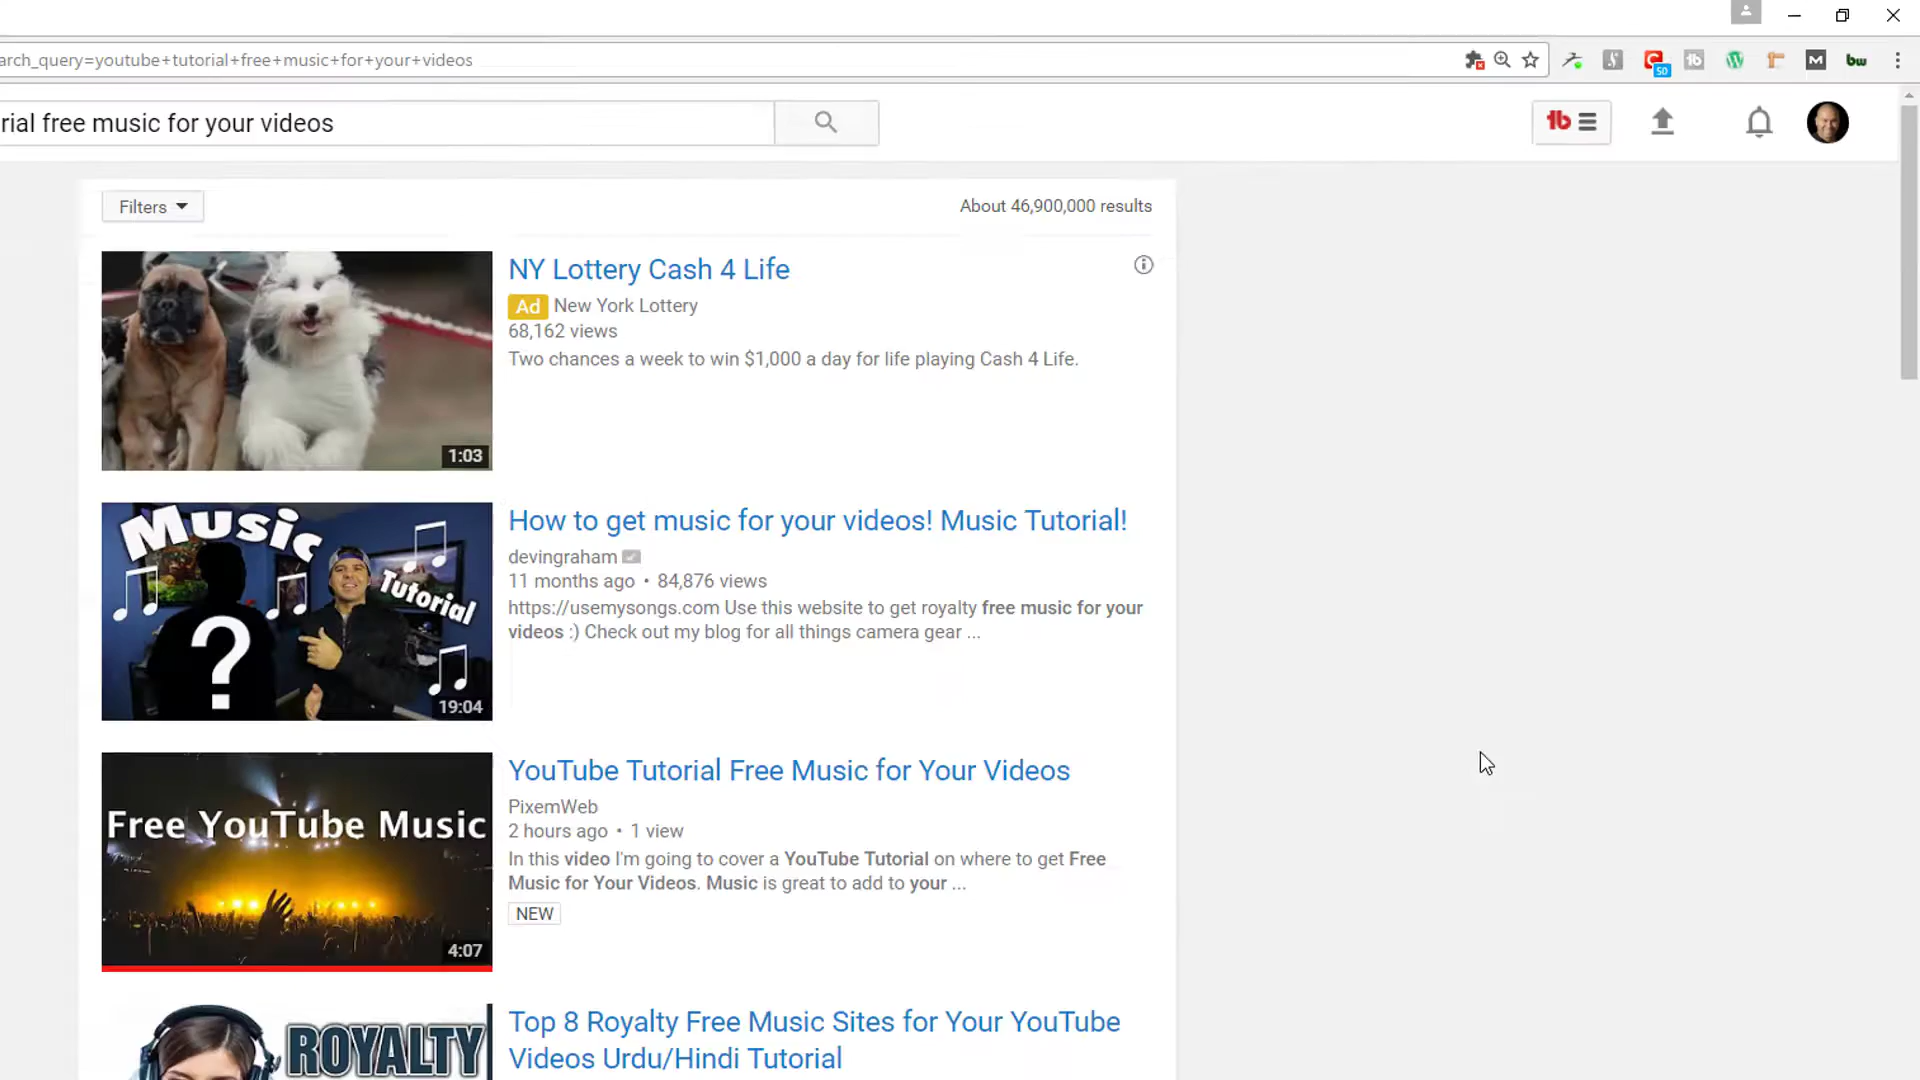 arch_query=youtube+tutorial+free+music+for+your+videos
50
tb
M
bw
rial free music for your videos
tb
Filters
About 46,900,000 results
NY Lottery Cash 4 Life
Ad New York Lottery
68,162 views
Two chances a week to win $1,000 a day for life playing Cash 4 Life.
1:03
Music
Tutorial
?
19:04
How to get music for your videos! Music Tutorial!
devingraham
11 months ago • 84,876 views
https://usemysongs.com Use this website to get royalty free music for your
videos :) Check out my blog for all things camera gear ...
Free YouTube Music
4:07
YouTube Tutorial Free Music for Your Videos
PixemWeb
2 hours ago • 1 view
In this video I'm going to cover a YouTube Tutorial on where to get Free
Music for Your Videos. Music is great to add to your ...
NEW
ROYALTY
Top 8 Royalty Free Music Sites for Your YouTube
Videos Urdu/Hindi Tutorial